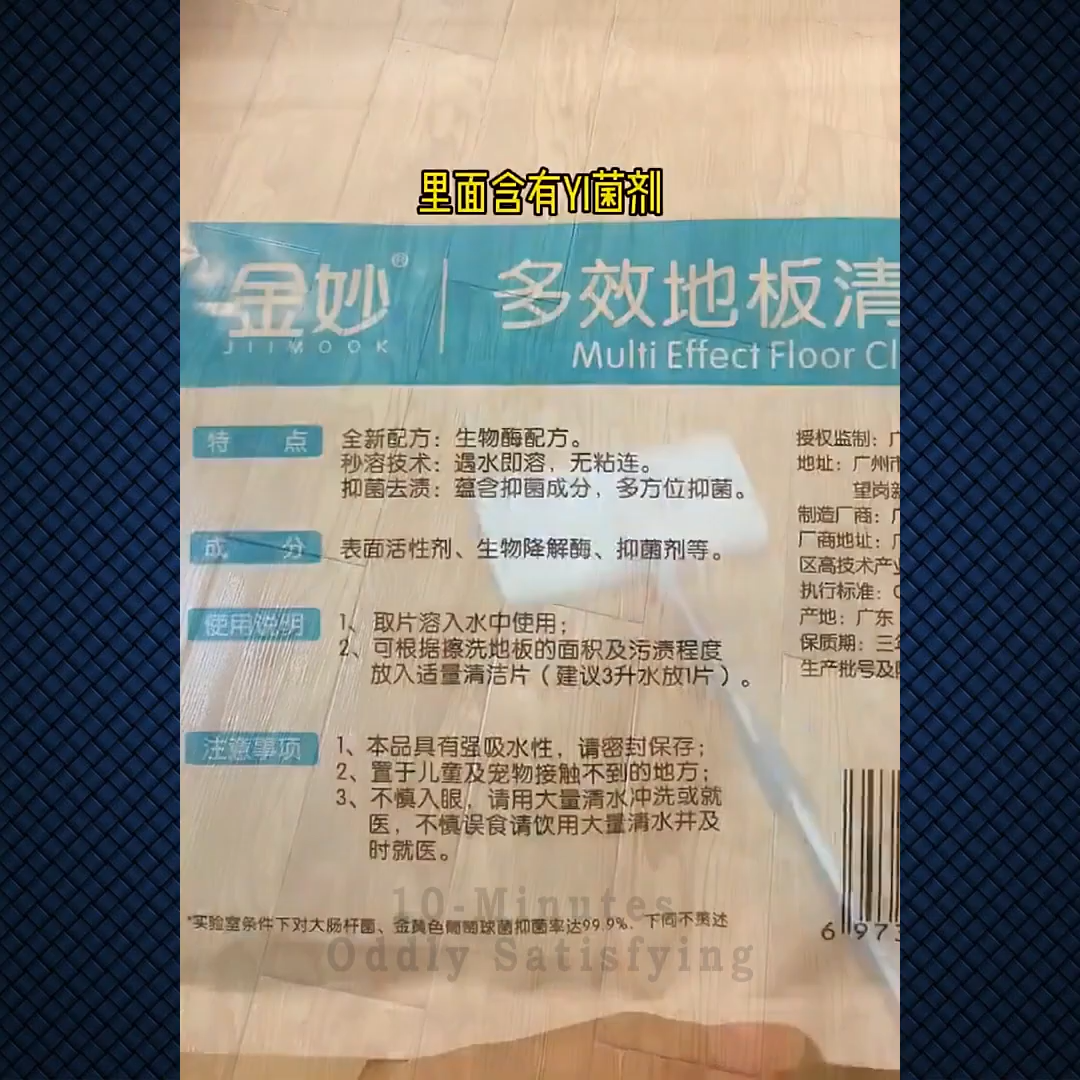 里面含有YI菌剂
金妙® 多效地板清
JIIMOOK Multi Effect Floor Cl
特 点
全新配方：生物酶配方。
秒溶技术：遇水即溶，无粘连。
抑菌去渍：蕴含抑菌成分，多方位抑菌。
成 分
表面活性剂、生物降解酶、抑菌剂等。
使用说明
1、取片溶入水中使用；
2、可根据擦洗地板的面积及污渍程度
放入适量清洁片（建议3升水放1片）。
注意事项
1、本品具有强吸水性，请密封保存；
2、置于儿童及宠物接触不到的地方；
3、不慎入眼，请用大量清水冲洗或就
医，不慎误食请饮用大量清水并及
时就医。
*实验室条件下对大肠杆菌、金黄色葡萄球菌抑菌率达99.9%，下同不赘述
授权监制：广
地址：广州市
望岗新
制造厂商：广
厂商地址：广
区高技术产业
执行标准：
产地：广东
保质期：三年
生产批号及
6 973
10-Minutes
Oddly Satisfying